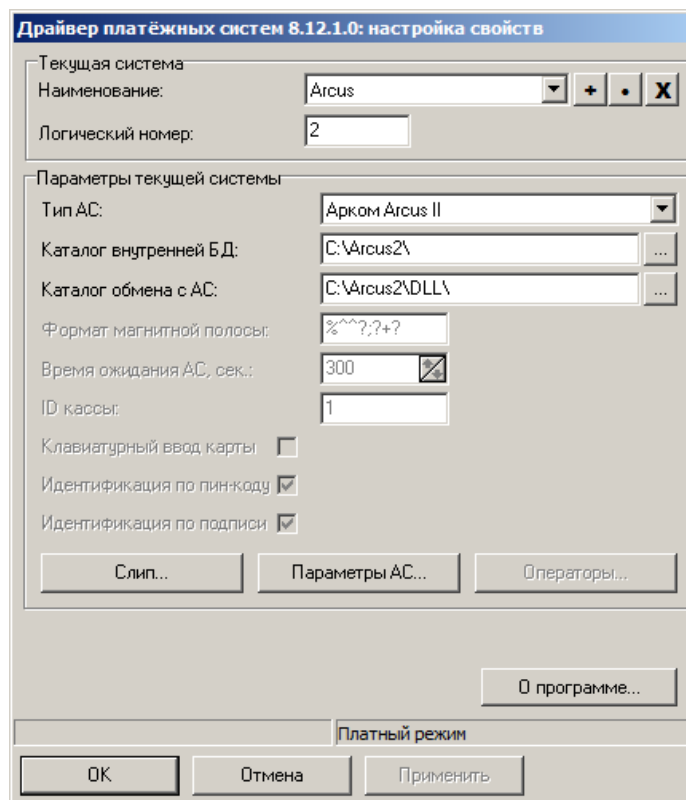 Драйвер платёжных систем 8.12.1.0: настройка свойств
Текущая система
Наименование: Arcus + • X
Логический номер: 2
Параметры текущей системы
Тип АС: Арком Arcus II
Каталог внутренней БД: C:\Arcus2\ ...
Каталог обмена с АС: C:\Arcus2\DLL\ ...
Формат магнитной полосы: %^^?;?+?
Время ожидания АС, сек.: 300
ID кассы: 1
Клавиатурный ввод карты
Идентификация по пин-коду
Идентификация по подписи
Слип... Параметры АС... Операторы...
О программе...
Платный режим
OK Отмена Применить